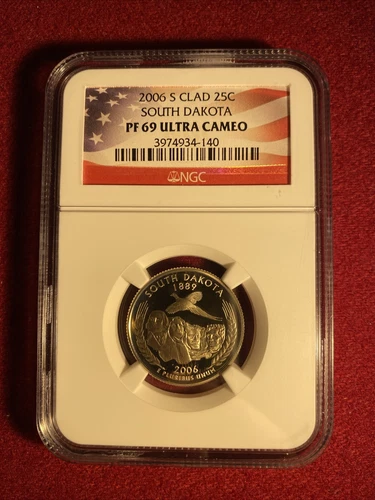 2006 S CLAD 25C
SOUTH DAKOTA
PF 69 ULTRA CAMEO
3974934-140
NGC
SOUTH DAKOTA
1889
2006
E PLURIBUS UNUM